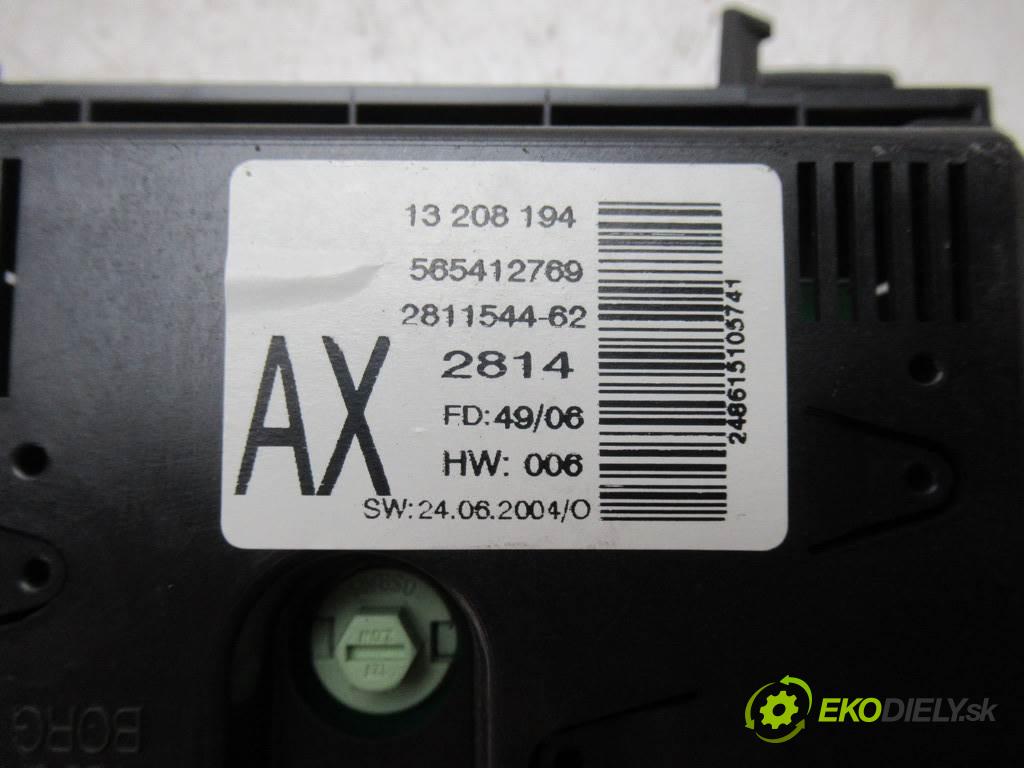 13 208 194
565412769
2811544-62
AX
2814
FD: 49/06
HW: 006
SW:24.06.2004/O
248615105741
BORG
EKODIELY.sk